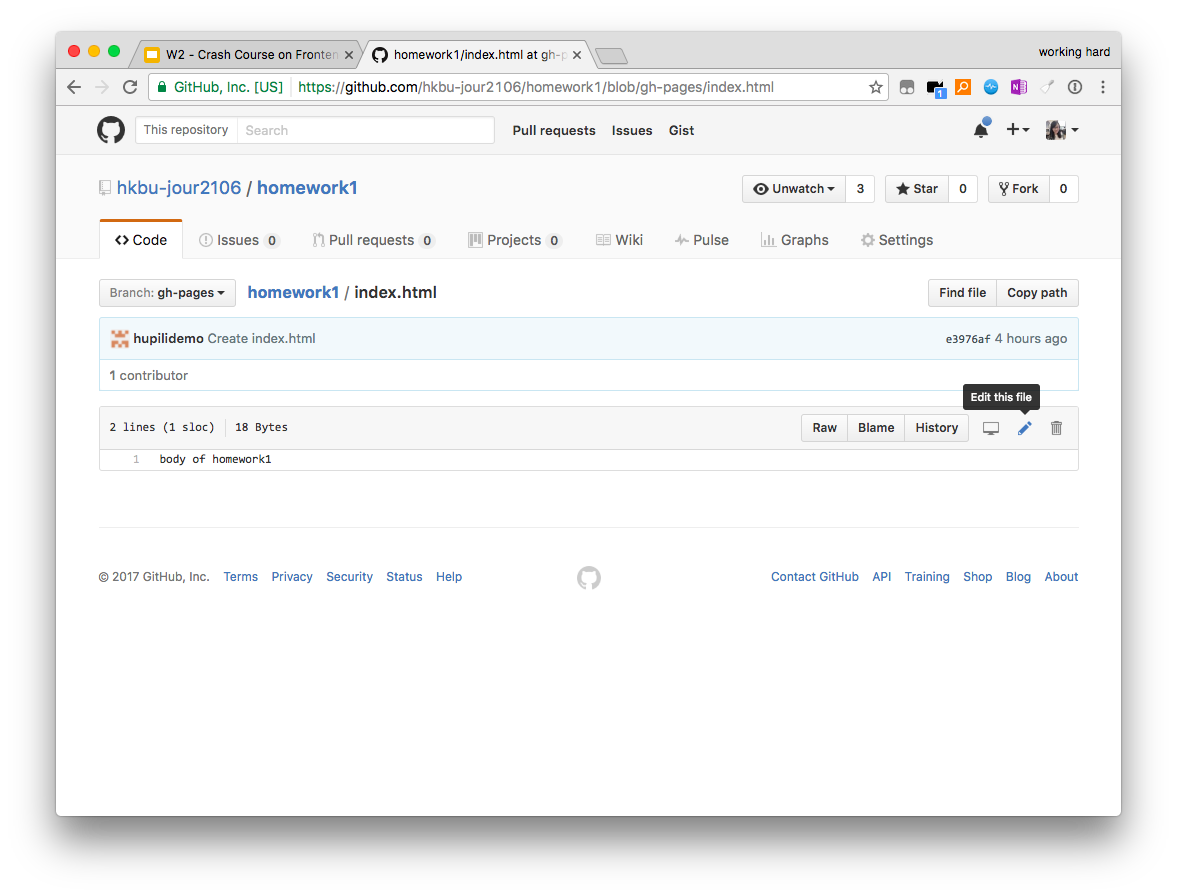 W2 - Crash Course on Fronten
homework1/index.html at gh-p
working hard
GitHub, Inc. [US] https://github.com/hkbu-jour2106/homework1/blob/gh-pages/index.html
1
This repository Search Pull requests Issues Gist
hkbu-jour2106 / homework1
Unwatch 3 Star 0 Fork 0
Code Issues 0 Pull requests 0 Projects 0 Wiki Pulse Graphs Settings
Branch: gh-pages homework1 / index.html Find file Copy path
hupilidemo Create index.html e3976af 4 hours ago
1 contributor
Edit this file
2 lines (1 sloc) 18 Bytes Raw Blame History
1 body of homework1
© 2017 GitHub, Inc. Terms Privacy Security Status Help Contact GitHub API Training Shop Blog About